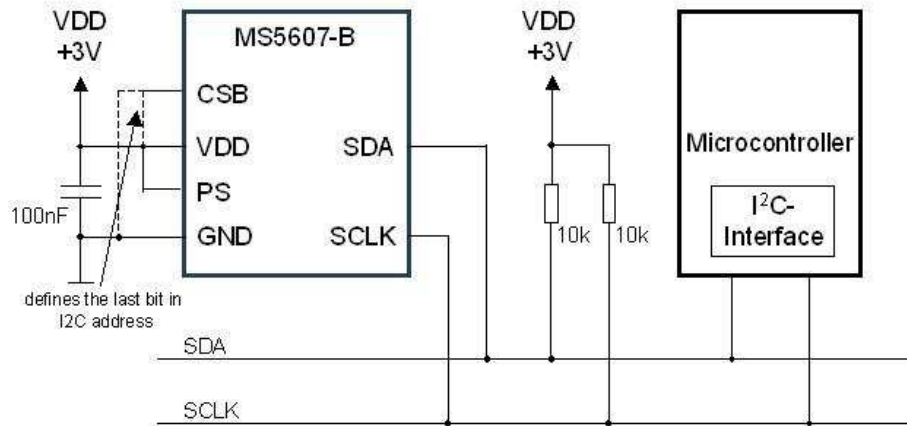 VDD
+3V
MS5607-B
CSB
VDD
PS
GND
SDA
SCLK
100nF
defines the last bit in
I2C address
VDD
+3V
10k
10k
Microcontroller
I²C-
Interface
SDA
SCLK